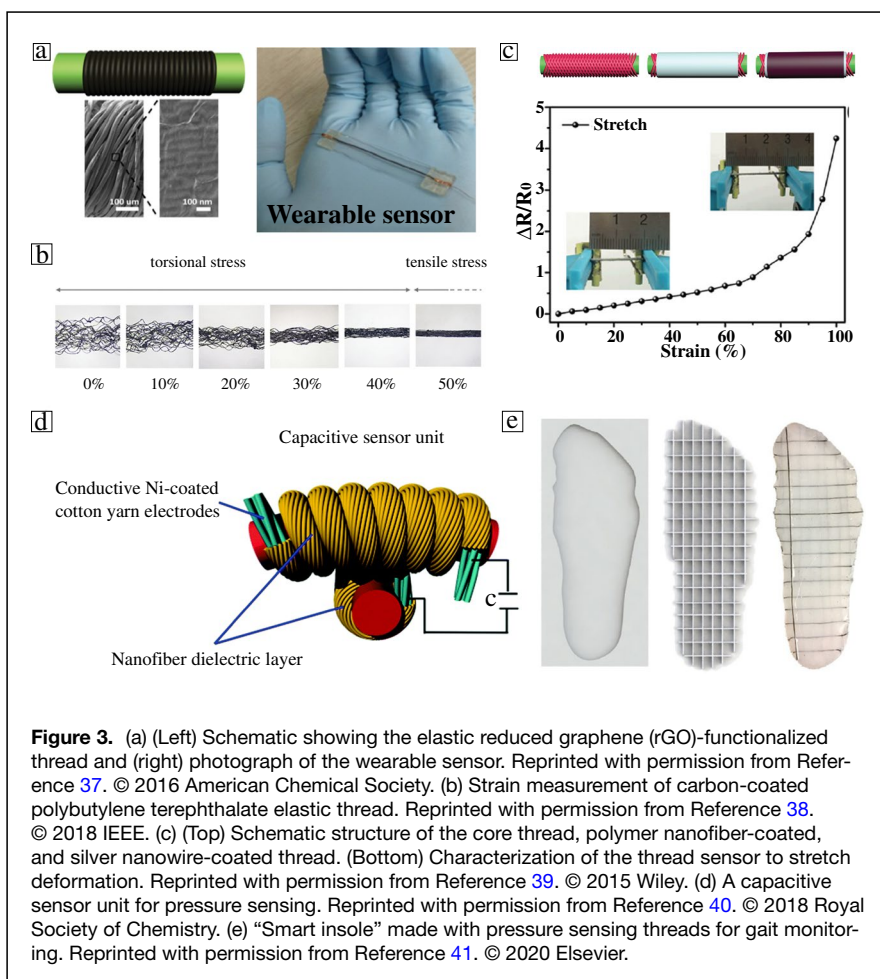 a
100 um
100 nm
Wearable sensor
b
torsional stress
tensile stress
0%
10%
20%
30%
40%
50%
c
Stretch
ΔR/R0
5
4
3
2
1
0
1 2 3 4
1 2
0
20
40
60
80
100
Strain (%)
d
Capacitive sensor unit
Conductive Ni-coated
cotton yarn electrodes
c
Nanofiber dielectric layer
e
Figure 3. (a) (Left) Schematic showing the elastic reduced graphene (rGO)-functionalized
thread and (right) photograph of the wearable sensor. Reprinted with permission from Refer-
ence 37. © 2016 American Chemical Society. (b) Strain measurement of carbon-coated
polybutylene terephthalate elastic thread. Reprinted with permission from Reference 38.
© 2018 IEEE. (c) (Top) Schematic structure of the core thread, polymer nanofiber-coated,
and silver nanowire-coated thread. (Bottom) Characterization of the thread sensor to stretch
deformation. Reprinted with permission from Reference 39. © 2015 Wiley. (d) A capacitive
sensor unit for pressure sensing. Reprinted with permission from Reference 40. © 2018 Royal
Society of Chemistry. (e) “Smart insole” made with pressure sensing threads for gait monitor-
ing. Reprinted with permission from Reference 41. © 2020 Elsevier.